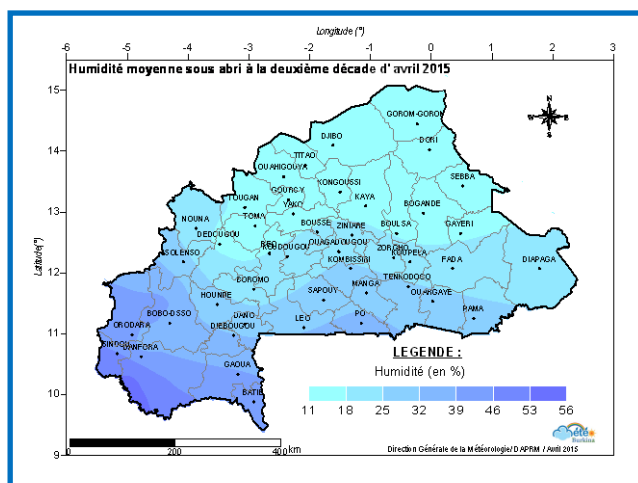 Longitude (°)
-6 -5 -4 -3 -2 -1 0 1 2 3
Humidité moyenne sous abri à la deuxième décade d' avril 2015
15
14
13
12
11
10
9
Latitude(°)
N
S
GOROM-GOROM
DJIBO
DORI
TITAO
OUAHIGOUYA
SEBBA
KONGOUSSI
GOURCY
KAYA
TOUGAN
YAKO
BOGANDE
NOUNA
TOMA
BOUSSE
ZINIARE
BOULSA
GAYERI
DEDOUGOU
REO
KOUDOUGOU
OUAGADOUGOU
ZORGHO
KOUPELA
SOLENSO
KOMBISSIRI
FADA
DIAPAGA
TENKODOGO
BOROMO
MANGA
OUARGAYE
HOUNDE
SAPOUY
BOBO-DSSO
DANO
LEO
PO
PAMA
ORODARA
DIEBOUGOU
SINDOU
BANFORA
GAOUA
BATIE
LEGENDE :
Humidité (en %)
11 18 25 32 39 46 53 56
0 200 400 km
météo
Burkina
Direction Générale de la Météorologie/ DAPRM / Avril 2015